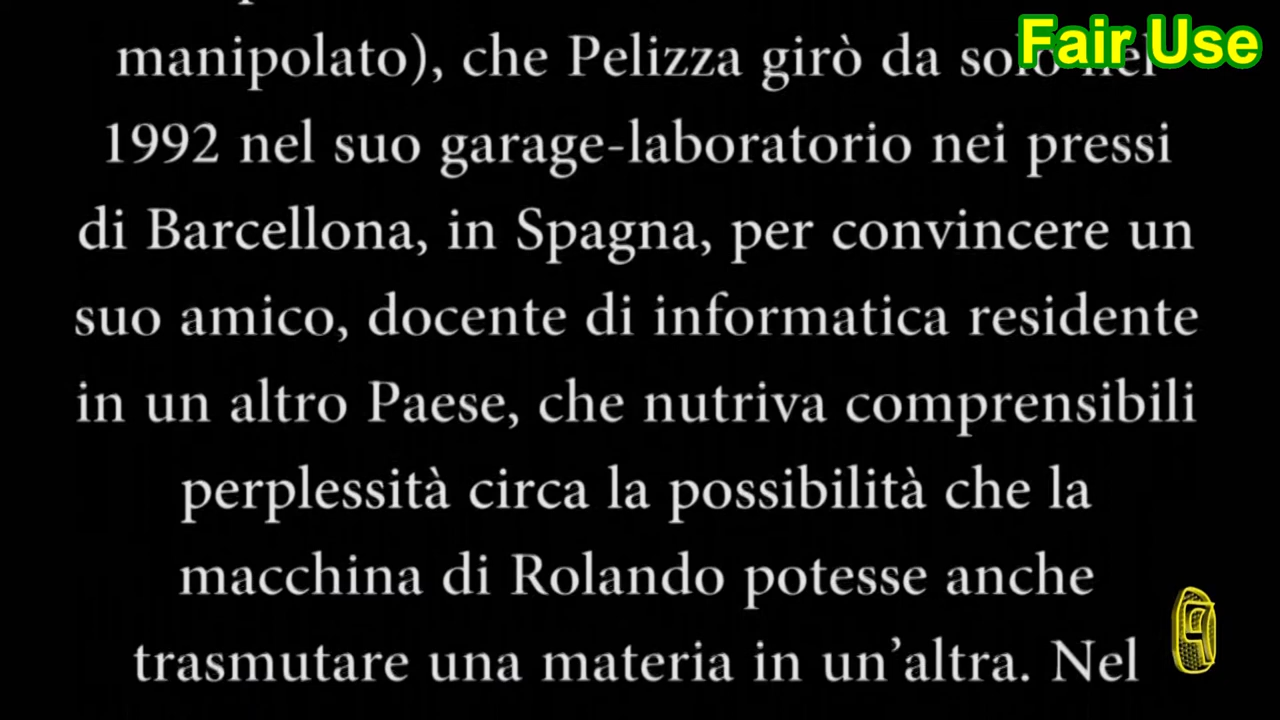 manipolato), che Pelizza girò da solo nel
1992 nel suo garage-laboratorio nei pressi
di Barcellona, in Spagna, per convincere un
suo amico, docente di informatica residente
in un altro Paese, che nutriva comprensibili
perplessità circa la possibilità che la
macchina di Rolando potesse anche
trasmutare una materia in un’altra. Nel
Fair Use